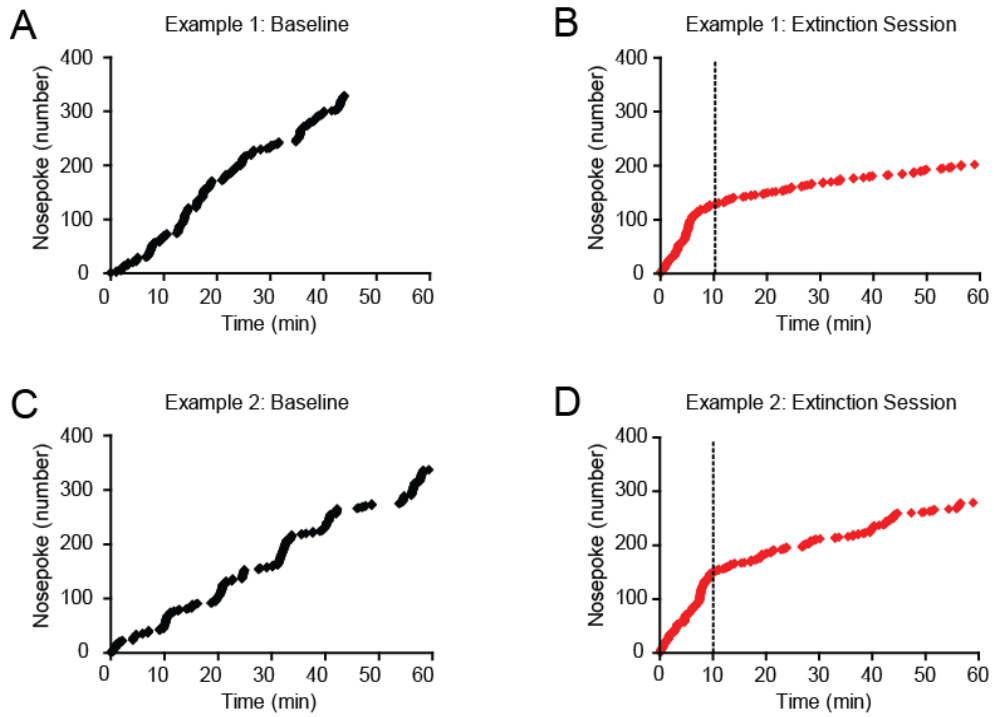 A
Example 1: Baseline
Nosepoke (number)
400
300
200
100
0
0 10 20 30 40 50 60
Time (min)
B
Example 1: Extinction Session
Nosepoke (number)
400
300
200
100
0
0 10 20 30 40 50 60
Time (min)
C
Example 2: Baseline
Nosepoke (number)
400
300
200
100
0
0 10 20 30 40 50 60
Time (min)
D
Example 2: Extinction Session
Nosepoke (number)
400
300
200
100
0
0 10 20 30 40 50 60
Time (min)